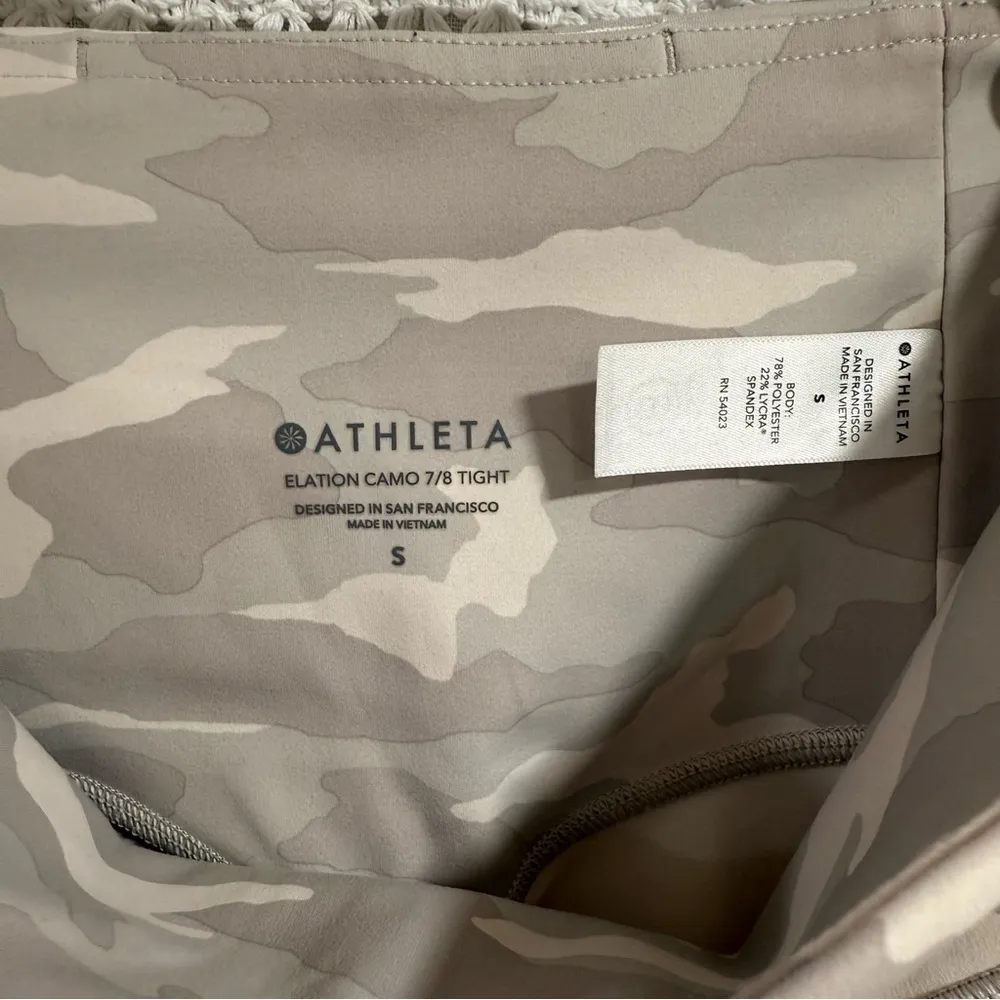 ATHLETA
ELATION CAMO 7/8 TIGHT
DESIGNED IN SAN FRANCISCO
MADE IN VIETNAM
S
ATHLETA
DESIGNED IN
SAN FRANCISCO
MADE IN VIETNAM
S
BODY:
78% POLYESTER
22% LYCRA®
SPANDEX
RN 54023